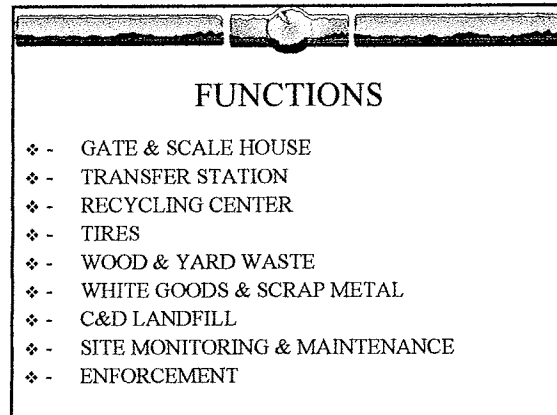 FUNCTIONS
❖ - GATE & SCALE HOUSE
❖ - TRANSFER STATION
❖ - RECYCLING CENTER
❖ - TIRES
❖ - WOOD & YARD WASTE
❖ - WHITE GOODS & SCRAP METAL
❖ - C&D LANDFILL
❖ - SITE MONITORING & MAINTENANCE
❖ - ENFORCEMENT